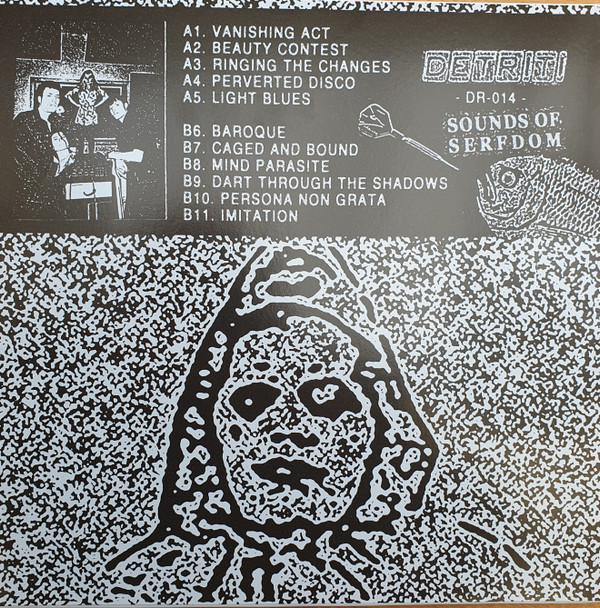 A1. VANISHING ACT
A2. BEAUTY CONTEST
A3. RINGING THE CHANGES
A4. PERVERTED DISCO
A5. LIGHT BLUES
B6. BAROQUE
B7. CAGED AND BOUND
B8. MIND PARASITE
B9. DART THROUGH THE SHADOWS
B10. PERSONA NON GRATA
B11. IMITATION
DETRITI
- DR-014 -
SOUNDS OF
SERFDOM